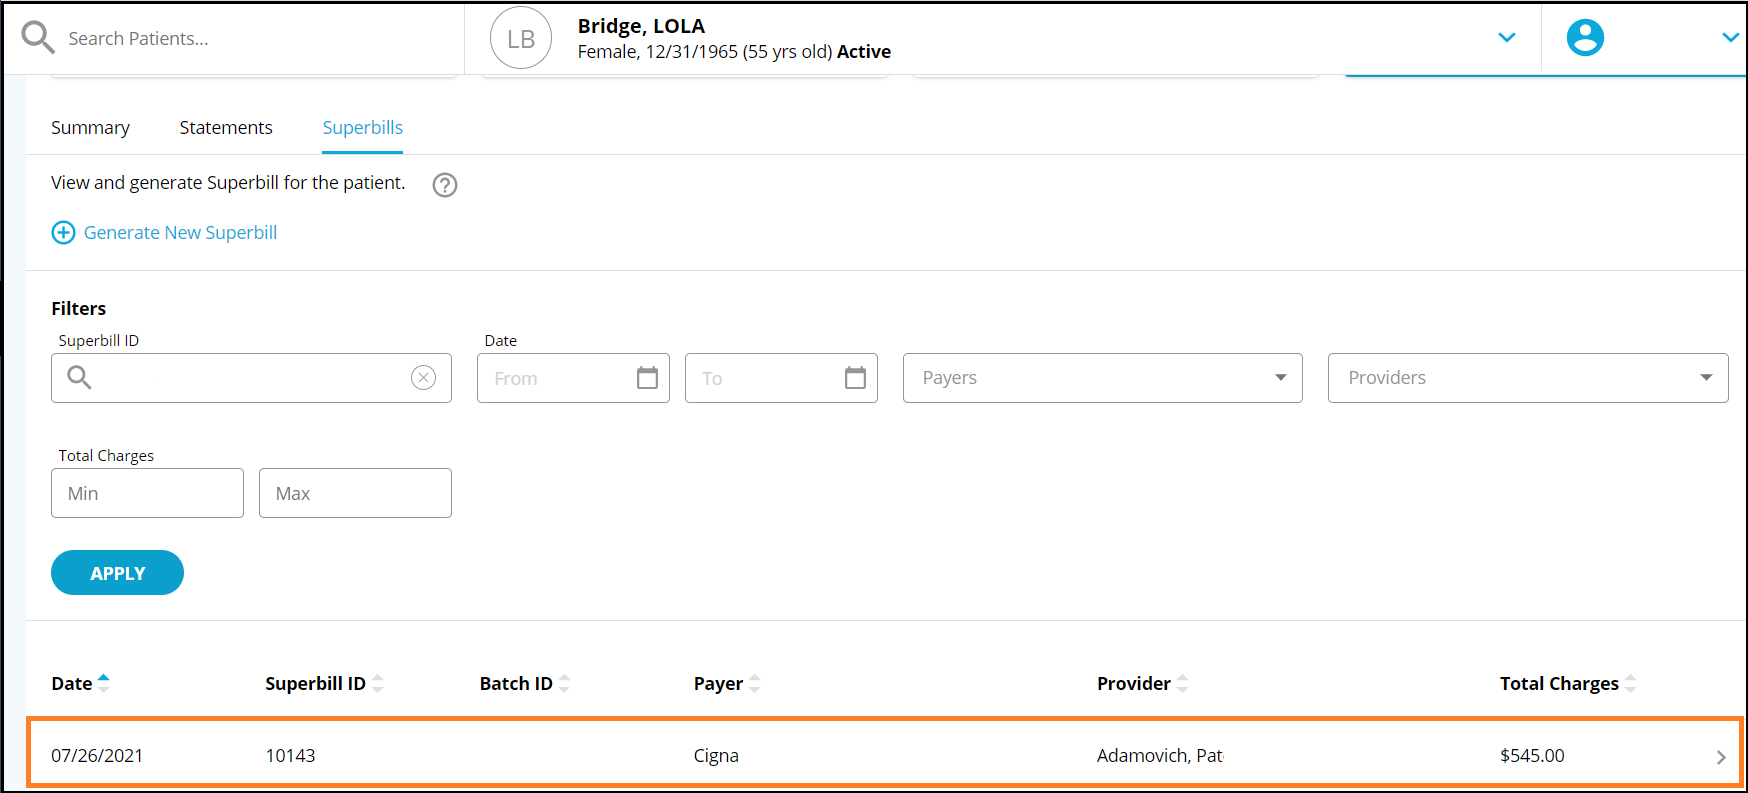 Search Patients...
LB
Bridge, LOLA
Female, 12/31/1965 (55 yrs old) Active
Summary Statements Superbills
View and generate Superbill for the patient. ?
Generate New Superbill
Filters
Superbill ID Date
From To Payers Providers
Total Charges
Min Max
APPLY
Date Superbill ID Batch ID Payer Provider Total Charges
07/26/2021 10143 Cigna Adamovich, Pat $545.00